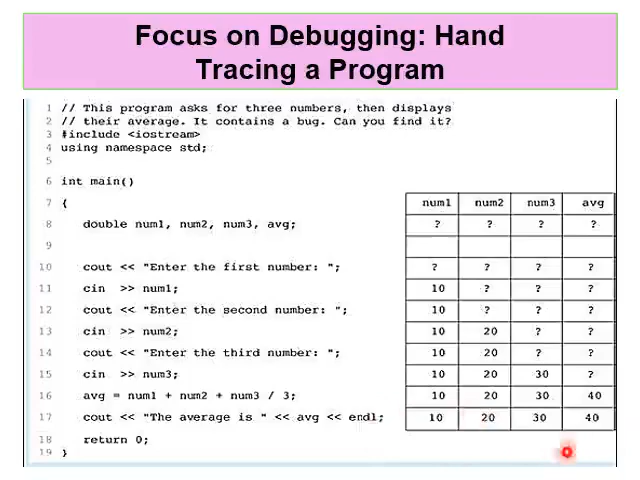 Focus on Debugging: Hand
Tracing a Program
1 // This program asks for three numbers, then displays
2 // their average. It contains a bug. Can you find it?
3 #include <iostream>
4 using namespace std;
5
6 int main()
7 {
num1 num2 num3 avg
8 double num1, num2, num3, avg; ? ? ? ?
9
10 cout << "Enter the first number: "; ? ? ? ?
11 cin >> num1; 10 ? ? ?
12 cout << "Enter the second number: "; 10 ? ? ?
13 cin >> num2; 10 20 ? ?
14 cout << "Enter the third number: "; 10 20 ? ?
15 cin >> num3; 10 20 30 ?
16 avg = num1 + num2 + num3 / 3; 10 20 30 40
17 cout << "The average is " << avg << endl; 10 20 30 40
18 return 0;
19 }